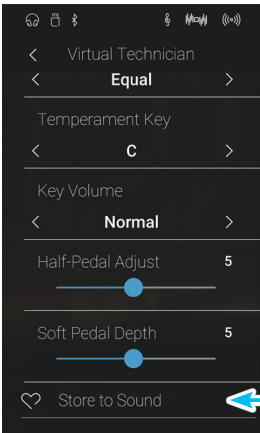 Virtual Technician
Equal
Temperament Key
C
Key Volume
Normal
Half-Pedal Adjust 5
Soft Pedal Depth 5
Store to Sound